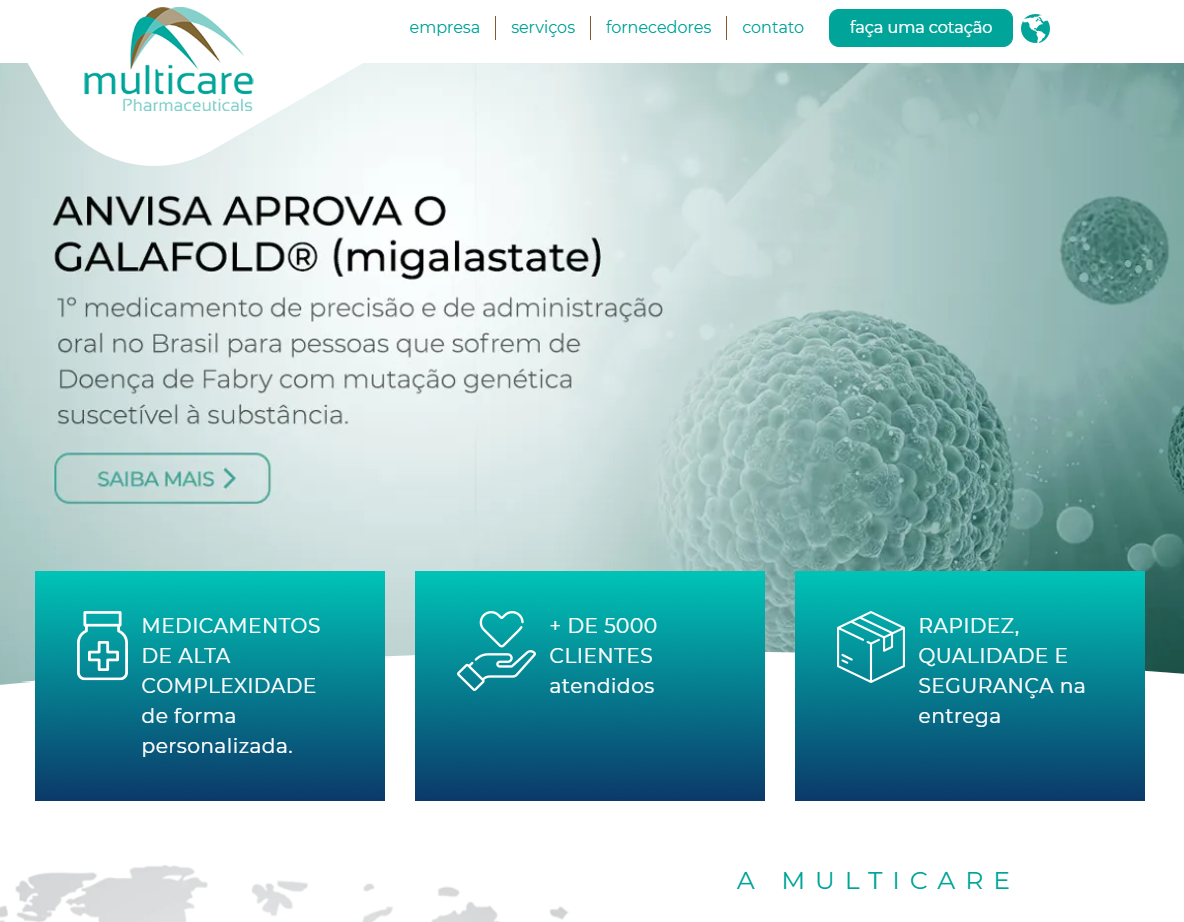 multicare
Pharmaceuticals
empresa
serviços
fornecedores
contato
faça uma cotação
ANVISA APROVA O
GALAFOLD® (migalastate)
1º medicamento de precisão e de administração
oral no Brasil para pessoas que sofrem de
Doença de Fabry com mutação genética
suscetível à substância.
SAIBA MAIS
MEDICAMENTOS
DE ALTA
COMPLEXIDADE
de forma
personalizada.
+ DE 5000
CLIENTES
atendidos
RAPIDEZ,
QUALIDADE E
SEGURANÇA na
entrega
A MULTICARE